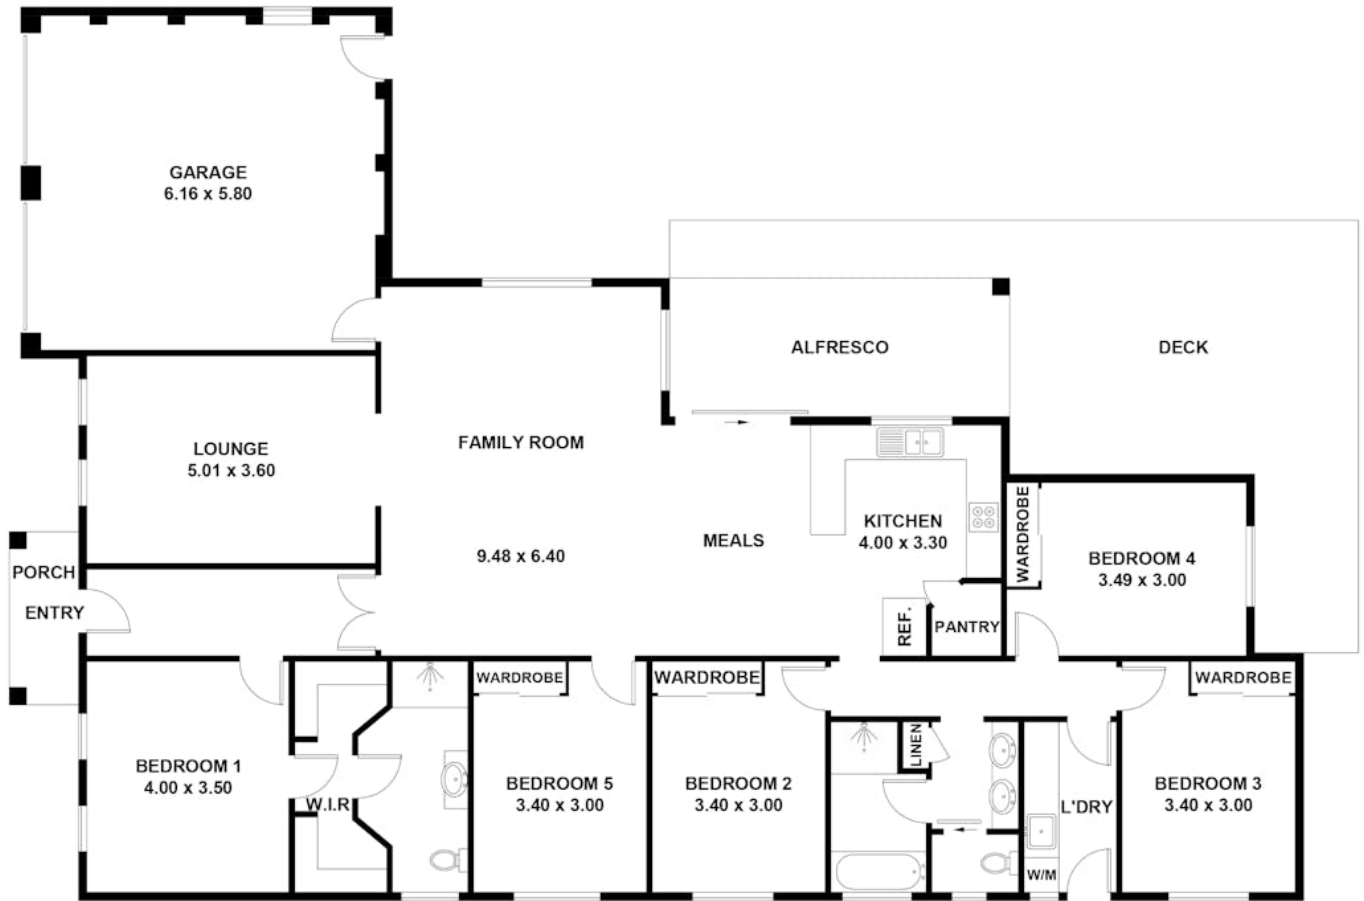 GARAGE
6.16 x 5.80
ALFRESCO
DECK
LOUNGE
5.01 x 3.60
FAMILY ROOM
9.48 x 6.40
MEALS
KITCHEN
4.00 x 3.30
WARDROBE
BEDROOM 4
3.49 x 3.00
PORCH
ENTRY
REF.
PANTRY
WARDROBE
WARDROBE
WARDROBE
BEDROOM 1
4.00 x 3.50
W.I.R
BEDROOM 5
3.40 x 3.00
BEDROOM 2
3.40 x 3.00
LINEN
L'DRY
W/M
BEDROOM 3
3.40 x 3.00